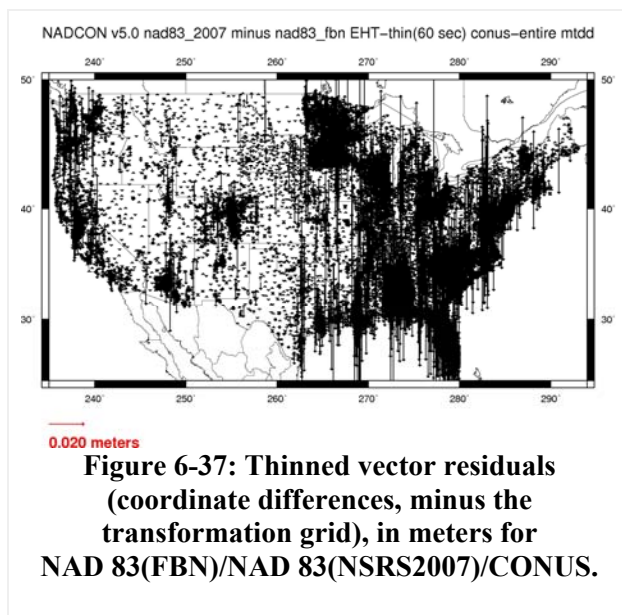 NADCON v5.0 nad83_2007 minus nad83_fbn EHT-thin(60 sec) conus-entire mtdd
240° 250° 260° 270° 280° 290°
50° 50°
40° 40°
30° 30°
240° 250° 260° 270° 280° 290°
0.020 meters
Figure 6-37: Thinned vector residuals
(coordinate differences, minus the
transformation grid), in meters for
NAD 83(FBN)/NAD 83(NSRS2007)/CONUS.